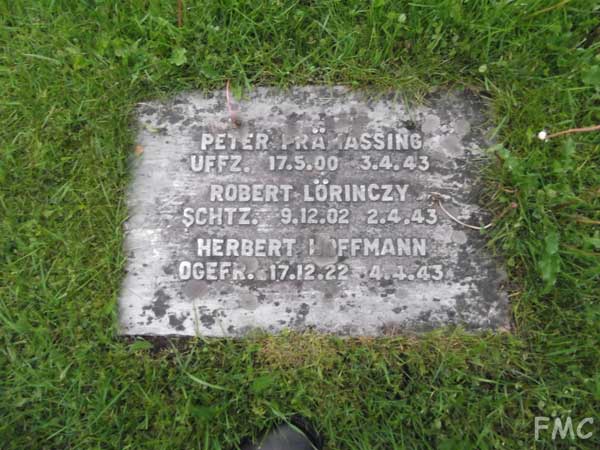 PETER PRÄMASSING
UFFZ. 17.5.00 3.4.43
ROBERT LÖRINCZY
SCHTZ. 9.12.02 2.4.43
HERBERT HOFFMANN
OGEFR. 17.12.22 4.4.43
FMC